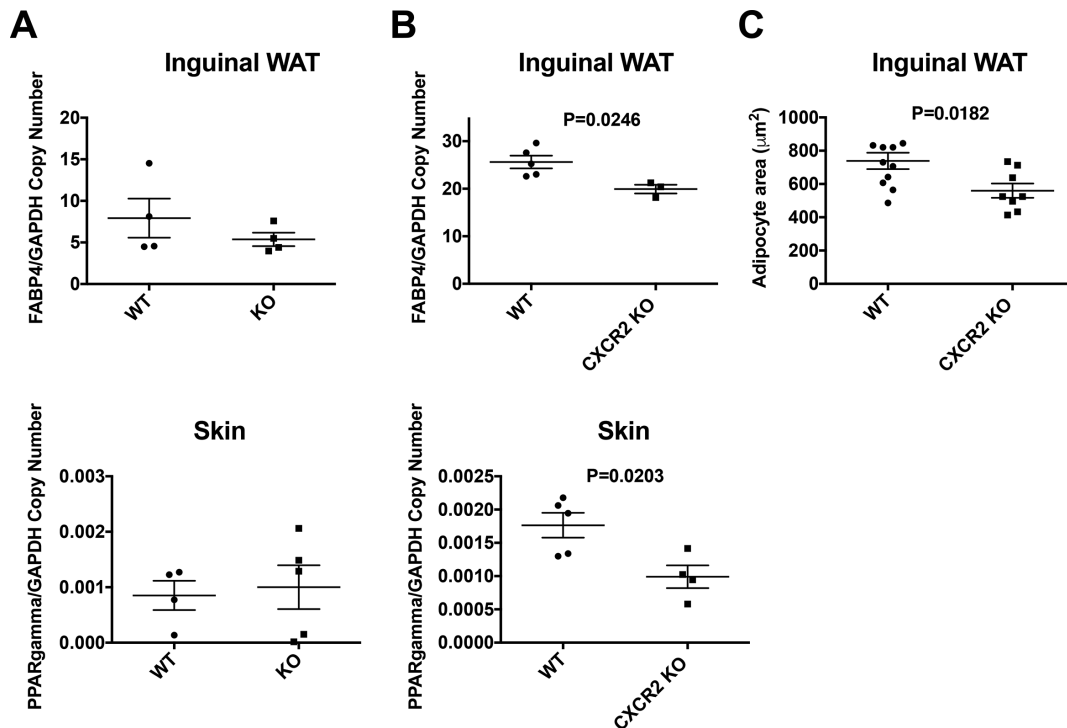 A
B
C
Inguinal WAT
FABP4/GAPDH Copy Number
20
15
10
5
0
WT
KO
Inguinal WAT
FABP4/GAPDH Copy Number
P=0.0246
30
20
10
0
WT
CXCR2 KO
Inguinal WAT
Adipocyte area (μm²)
P=0.0182
1000
800
600
400
200
0
WT
CXCR2 KO
Skin
PPARgamma/GAPDH Copy Number
0.003
0.002
0.001
0.000
WT
KO
Skin
PPARgamma/GAPDH Copy Number
P=0.0203
0.0025
0.0020
0.0015
0.0010
0.0005
0.0000
WT
CXCR2 KO